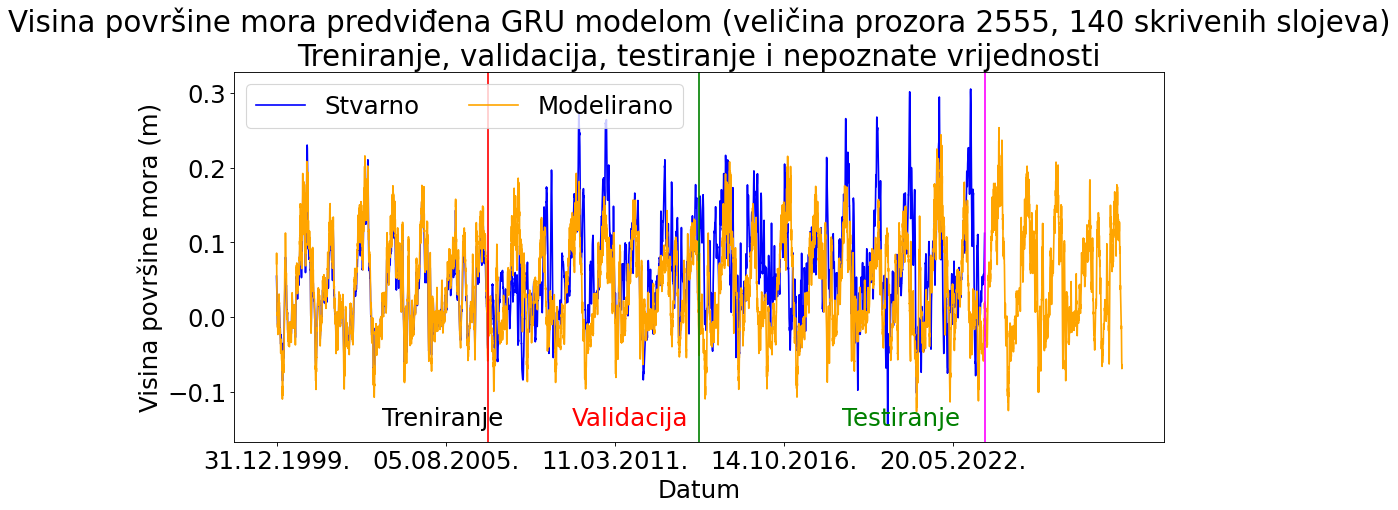 Visina površine mora predviđena GRU modelom (veličina prozora 2555, 140 skrivenih slojeva)
Treniranje, validacija, testiranje i nepoznate vrijednosti
Stvarno Modelirano
Visina površine mora (m)
0.3
0.2
0.1
0.0
−0.1
Treniranje Validacija Testiranje
31.12.1999. 05.08.2005. 11.03.2011. 14.10.2016. 20.05.2022.
Datum